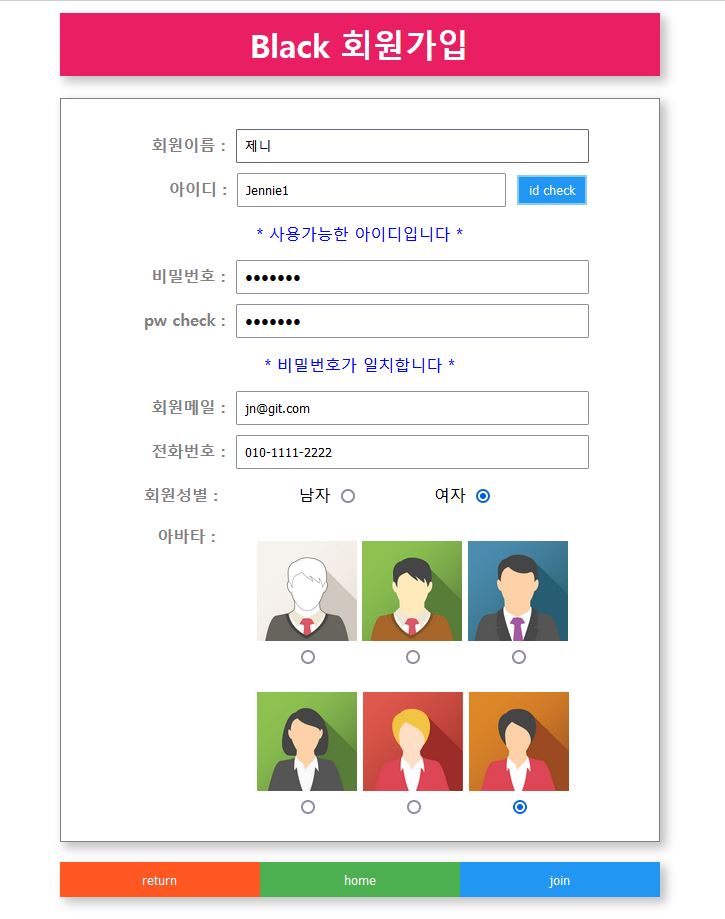 Black 회원가입
회원이름 : 제니
아이디 : Jennie1 id check
* 사용가능한 아이디입니다 *
비밀번호 : •••••••
pw check : •••••••
* 비밀번호가 일치합니다 *
회원메일 : jn@git.com
전화번호 : 010-1111-2222
회원성별 : 남자 여자
아바타 :
return home join